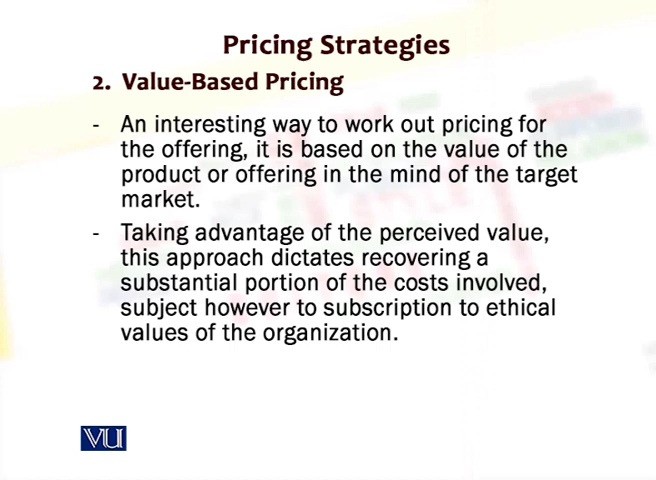 Pricing Strategies
2. Value-Based Pricing
- An interesting way to work out pricing for
the offering, it is based on the value of the
product or offering in the mind of the target
market.
- Taking advantage of the perceived value,
this approach dictates recovering a
substantial portion of the costs involved,
subject however to subscription to ethical
values of the organization.
VU